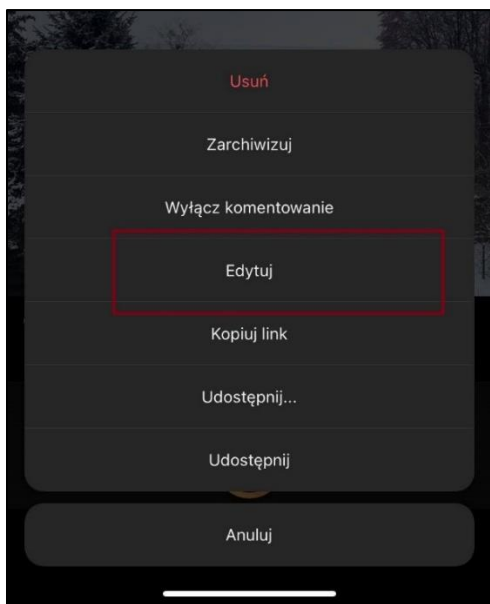 Usuń
Zarchiwizuj
Wyłącz komentowanie
Edytuj
Kopiuj link
Udostępnij...
Udostępnij
Anuluj